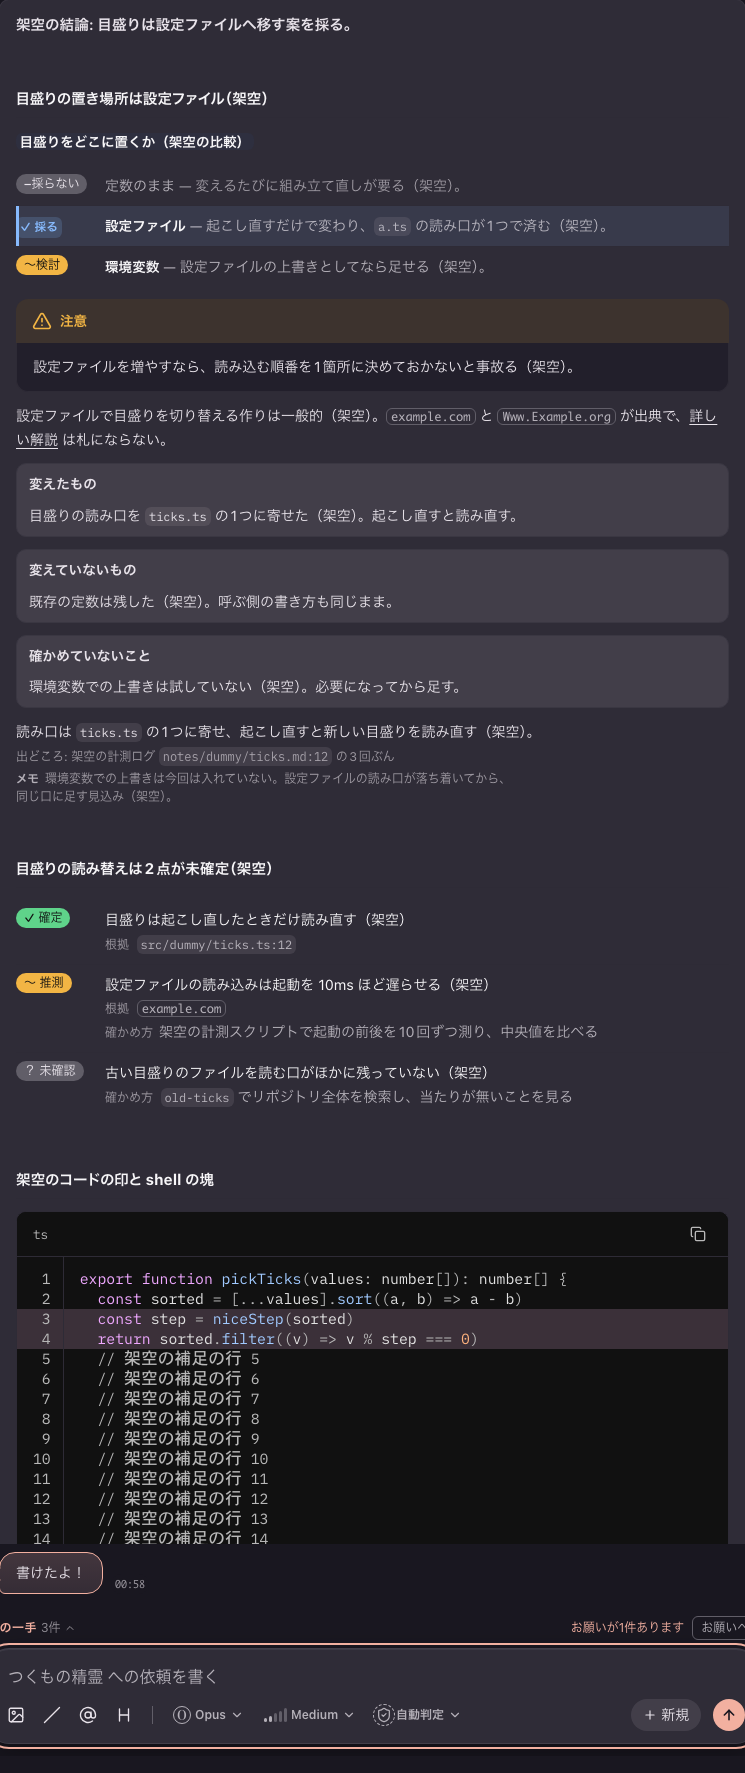 架空の結論: 目盛りは設定ファイルへ移す案を採る。
目盛りの置き場所は設定ファイル（架空）
目盛りをどこに置くか（架空の比較）
−採らない 定数のまま — 変えるたびに組み立て直しが要る（架空）。
✓ 採る 設定ファイル — 起こし直すだけで変わり、 a.ts の読み口が1つで済む（架空）。
〜検討 環境変数 — 設定ファイルの上書きとしてなら足せる（架空）。
注意
設定ファイルを増やすなら、読み込む順番を1箇所に決めておかないと事故る（架空）。
設定ファイルで目盛りを切り替える作りは一般的（架空）。 example.com と Www.Example.org が出典で、詳し
い解説 は札にならない。
変えたもの
目盛りの読み口を ticks.ts の1つに寄せた（架空）。起こし直すと読み直す。
変えていないもの
既存の定数は残した（架空）。呼ぶ側の書き方も同じまま。
確かめていないこと
環境変数での上書きは試していない（架空）。必要になってから足す。
読み口は ticks.ts の1つに寄せ、起こし直すと新しい目盛りを読み直す（架空）。
出どころ: 架空の計測ログ notes/dummy/ticks.md:12 の3回ぶん
メモ 環境変数での上書きは今回は入れていない。設定ファイルの読み口が落ち着いてから、
同じ口に足す見込み（架空）。
目盛りの読み替えは2点が未確定（架空）
✓ 確定 目盛りは起こし直したときだけ読み直す（架空）
根拠 src/dummy/ticks.ts:12
〜 推測 設定ファイルの読み込みは起動を 10ms ほど遅らせる（架空）
根拠 example.com
確かめ方 架空の計測スクリプトで起動の前後を10回ずつ測り、中央値を比べる
? 未確認 古い目盛りのファイルを読む口がほかに残っていない（架空）
確かめ方 old-ticks でリポジトリ全体を検索し、当たりが無いことを見る
架空のコードの印と shell の塊
ts
1 export function pickTicks(values: number[]): number[] {
2 const sorted = [...values].sort((a, b) => a - b)
3 const step = niceStep(sorted)
4 return sorted.filter((v) => v % step === 0)
5 // 架空の補足の行 5
6 // 架空の補足の行 6
7 // 架空の補足の行 7
8 // 架空の補足の行 8
9 // 架空の補足の行 9
10 // 架空の補足の行 10
11 // 架空の補足の行 11
12 // 架空の補足の行 12
13 // 架空の補足の行 13
14 // 架空の補足の行 14
書けたよ！ 00:58
の一手 3件 お願いが1件あります お願いへ
つくもの精霊 への依頼を書く
Opus Medium 自動判定 + 新規